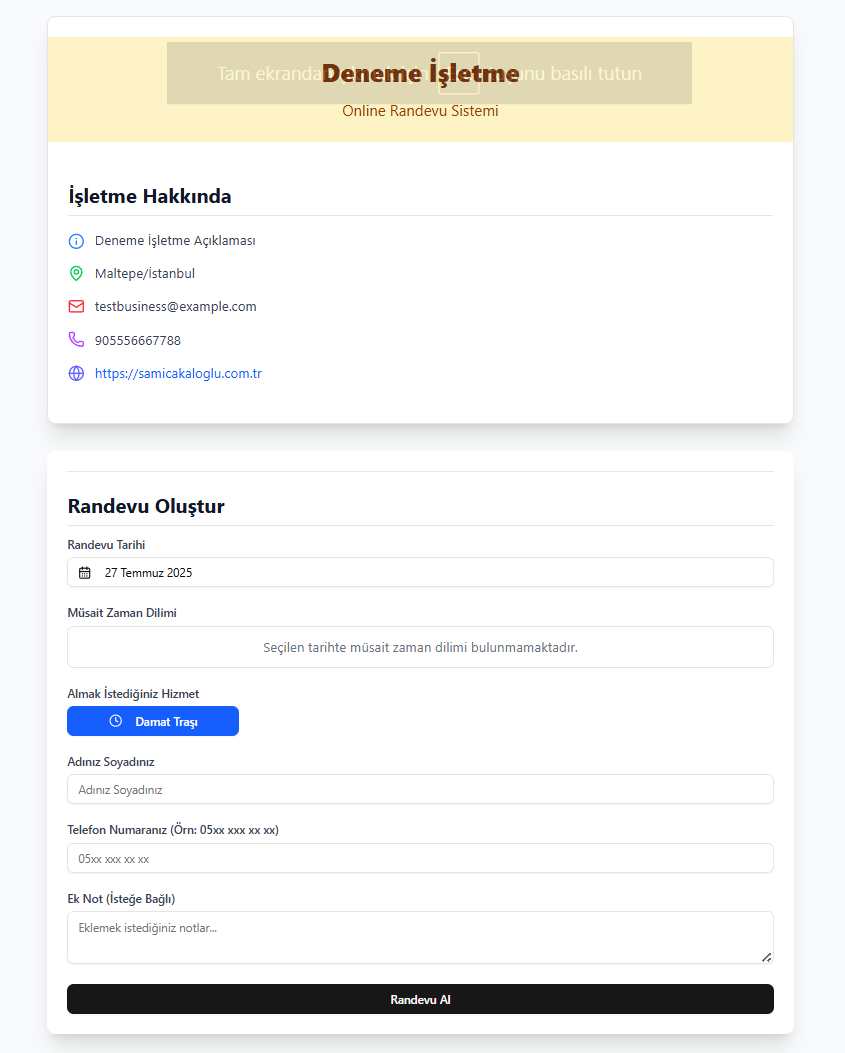 Tam ekrandan
unu basılı tutun
Deneme İşletme
Online Randevu Sistemi
İşletme Hakkında
Deneme İşletme Açıklaması
Maltepe/İstanbul
testbusiness@example.com
905556667788
https://samicakaloglu.com.tr
Randevu Oluştur
Randevu Tarihi
27 Temmuz 2025
Müsait Zaman Dilimi
Seçilen tarihte müsait zaman dilimi bulunmamaktadır.
Almak İstediğiniz Hizmet
Damat Traşı
Adınız Soyadınız
Adınız Soyadınız
Telefon Numaranız (Örn: 05xx xxx xx xx)
05xx xxx xx xx
Ek Not (İsteğe Bağlı)
Eklemek istediğiniz notlar...
Randevu Al